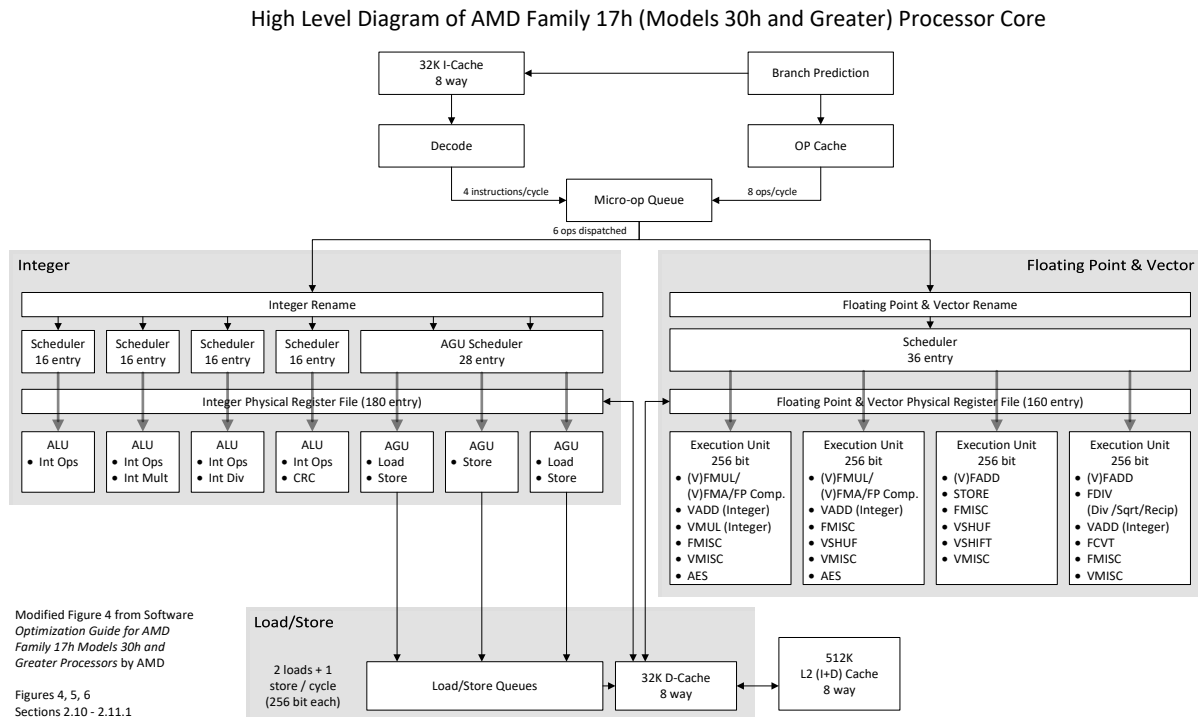 High Level Diagram of AMD Family 17h (Models 30h and Greater) Processor Core
32K I-Cache
8 way
Branch Prediction
Decode
OP Cache
4 instructions/cycle
8 ops/cycle
Micro-op Queue
6 ops dispatched
Integer
Integer Rename
Scheduler
16 entry
Scheduler
16 entry
Scheduler
16 entry
Scheduler
16 entry
AGU Scheduler
28 entry
Integer Physical Register File (180 entry)
ALU
• Int Ops
ALU
• Int Ops
• Int Mult
ALU
• Int Ops
• Int Div
ALU
• Int Ops
• CRC
AGU
• Load
• Store
AGU
• Store
AGU
• Load
• Store
Floating Point & Vector
Floating Point & Vector Rename
Scheduler
36 entry
Floating Point & Vector Physical Register File (160 entry)
Execution Unit
256 bit
• (V)FMUL/
(V)FMA/FP Comp.
• VADD (Integer)
• VMUL (Integer)
• FMISC
• VMISC
• AES
Execution Unit
256 bit
• (V)FMUL/
(V)FMA/FP Comp.
• VADD (Integer)
• FMISC
• VSHUF
• VMISC
• AES
Execution Unit
256 bit
• (V)FADD
• STORE
• FMISC
• VSHUF
• VSHIFT
• VMISC
Execution Unit
256 bit
• (V)FADD
• FDIV
(Div /Sqrt/Recip)
• VADD (Integer)
• FCVT
• FMISC
• VMISC
Load/Store
2 loads + 1
store / cycle
(256 bit each)
Load/Store Queues
32K D-Cache
8 way
512K
L2 (I+D) Cache
8 way
Modified Figure 4 from Software
Optimization Guide for AMD
Family 17h Models 30h and
Greater Processors by AMD
Figures 4, 5, 6
Sections 2.10 - 2.11.1